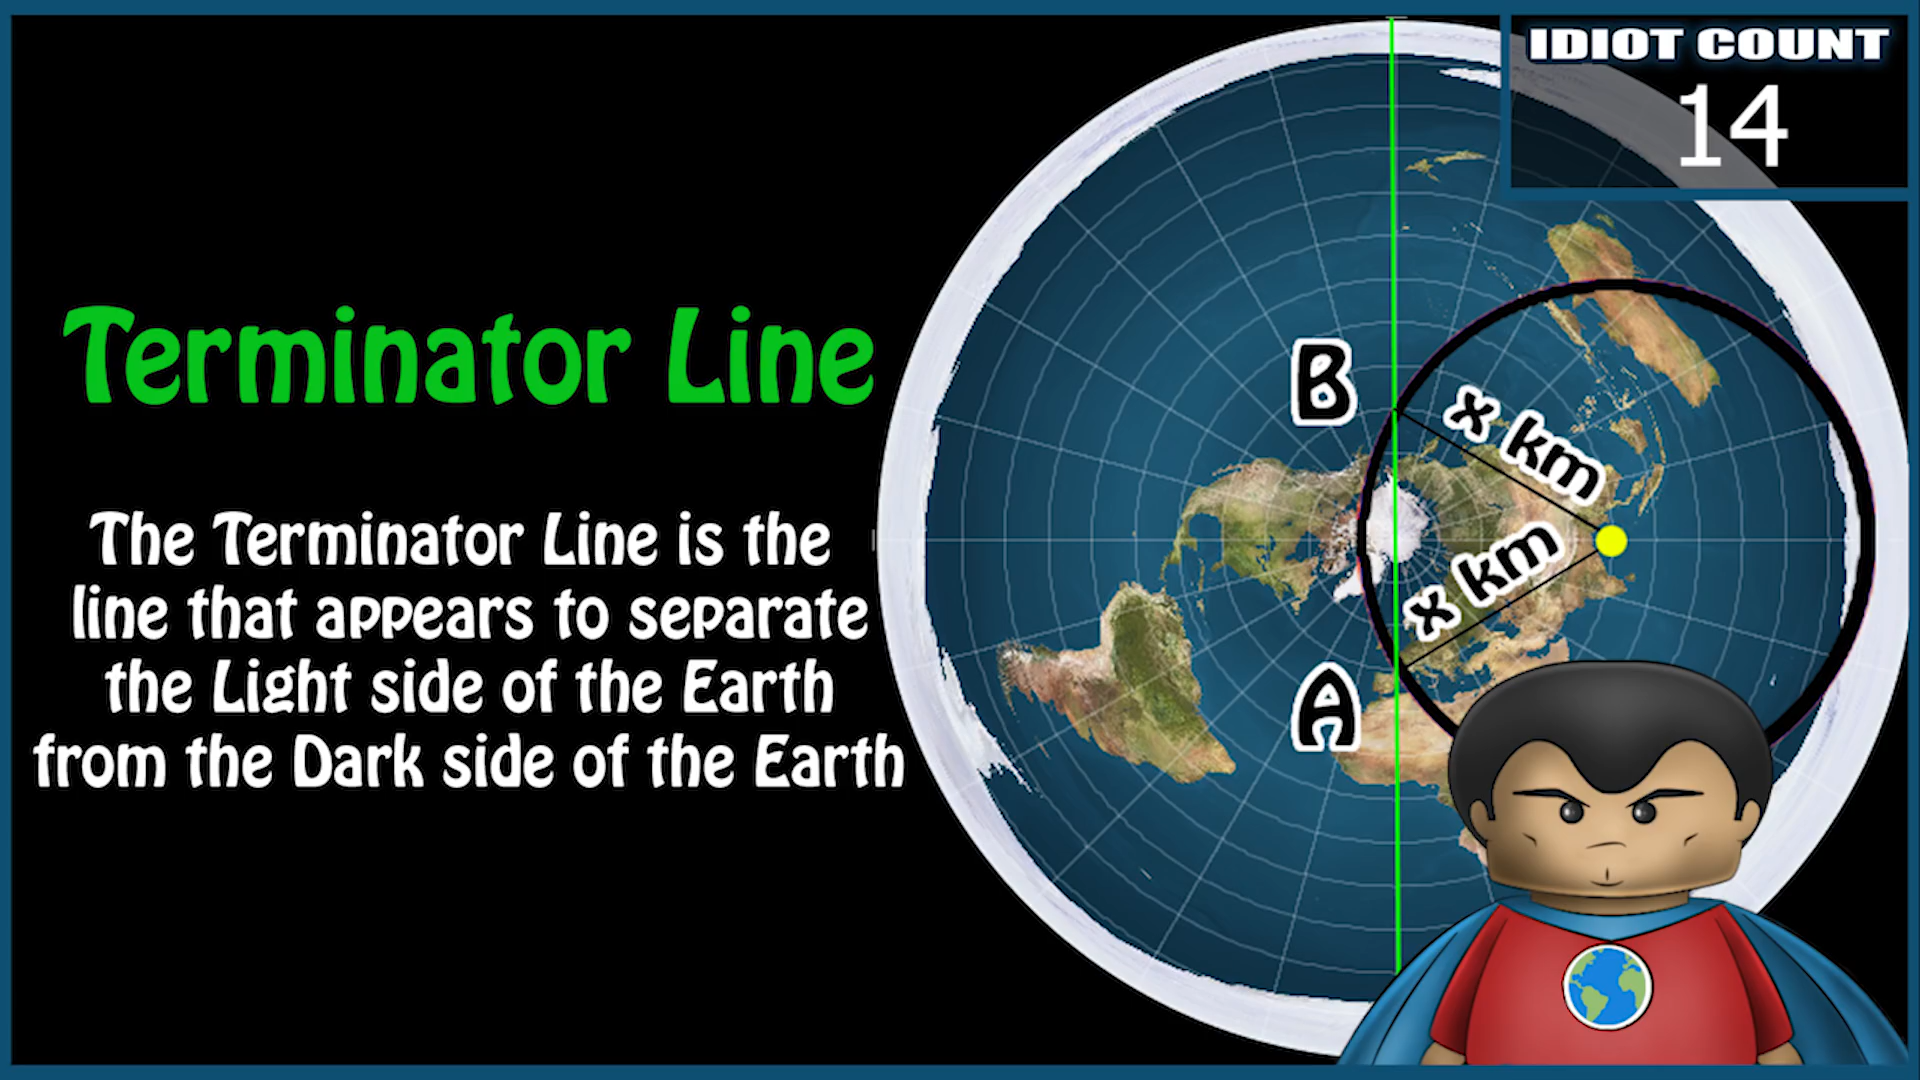 IDIOT COUNT
14
Terminator Line
The Terminator Line is the
line that appears to separate
the Light side of the Earth
from the Dark side of the Earth
B
x km
x km
A